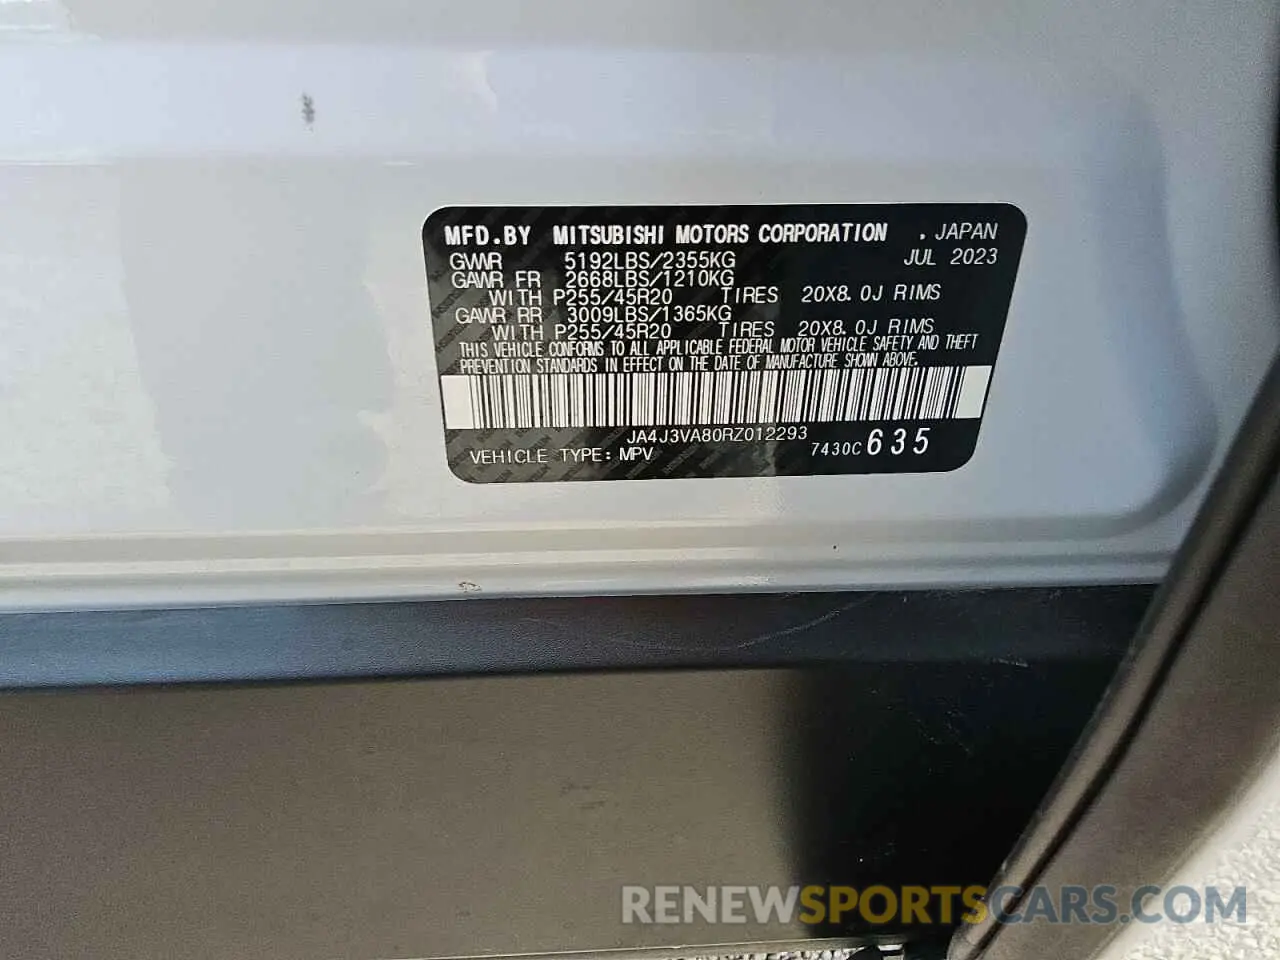 MFD.BY MITSUBISHI MOTORS CORPORATION . JAPAN
GVWR 5192LBS/2355KG JUL 2023
GAWR FR 2668LBS/1210KG
WITH P255/45R20 TIRES 20X8.0J RIMS
GAWR RR 3009LBS/1365KG
WITH P255/45R20 TIRES 20X8.0J RIMS
THIS VEHICLE CONFORMS TO ALL APPLICABLE FEDERAL MOTOR VEHICLE SAFETY AND THEFT
PREVENTION STANDARDS IN EFFECT ON THE DATE OF MANUFACTURE SHOWN ABOVE.
JA4J3VA80RZ012293
VEHICLE TYPE: MPV 7430C 635
RENEWSPORTSCARS.COM